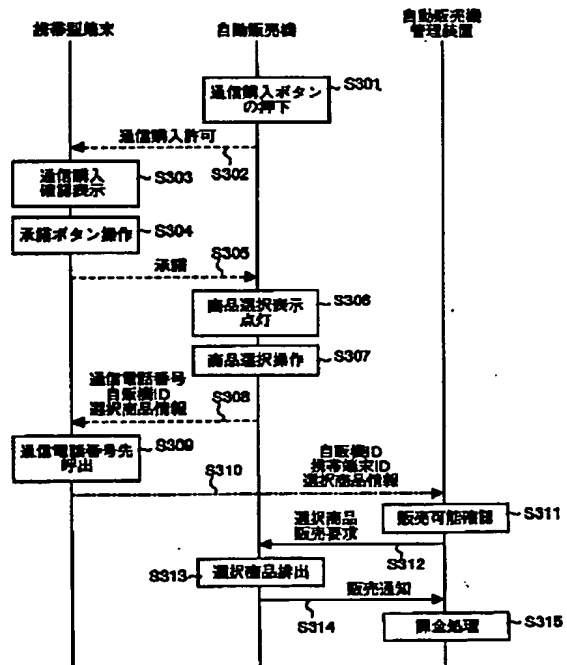 携帯型端末
自動販売機
自動販売機
管理装置
通信購入ボタン
の押下
S301
通信購入許可
S302
通信購入
確認表示
S303
承諾ボタン操作
S304
S305
承諾
商品選択表示
点灯
S306
商品選択操作
S307
通信電話番号
自販機ID
選択商品情報
S308
通信電話番号先
呼出
S309
S310
自販機ID
携帯端末ID
選択商品情報
販売可能確認
S311
選択商品
販売要求
S312
S313
選択商品排出
販売通知
S314
課金処理
S315